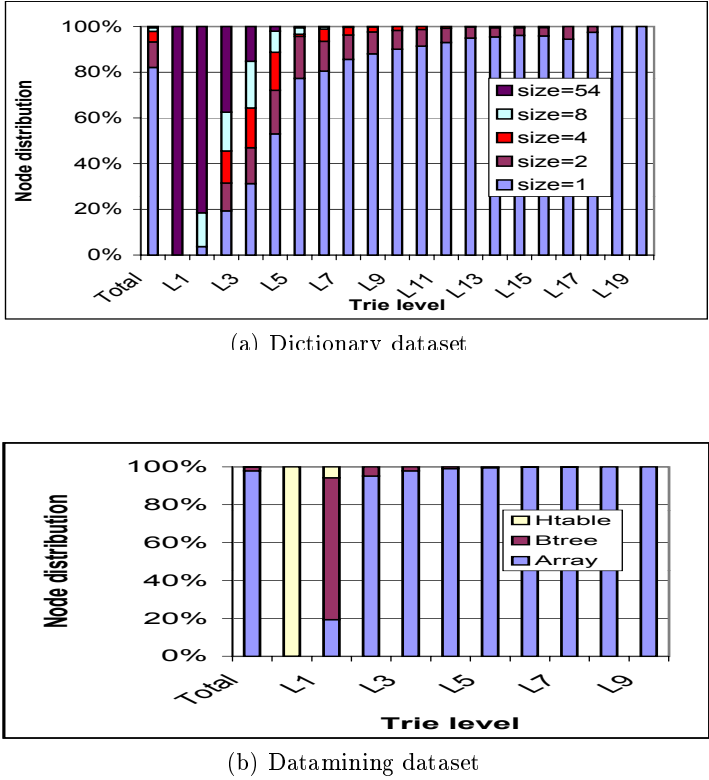 100%
80%
60%
40%
20%
0%
Node distribution
size=54
size=8
size=4
size=2
size=1
Total
L1
L3
L5
L7
L9
L11
L13
L15
L17
L19
Trie level
(a) Dictionary dataset
100%
80%
60%
40%
20%
0%
Node distribution
Htable
Btree
Array
Total
L1
L3
L5
L7
L9
Trie level
(b) Datamining dataset